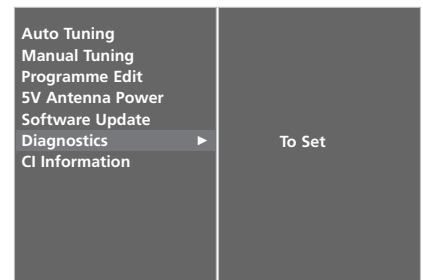 Auto Tuning
Manual Tuning
Programme Edit
5V Antenna Power
Software Update
Diagnostics ►
To Set
CI Information